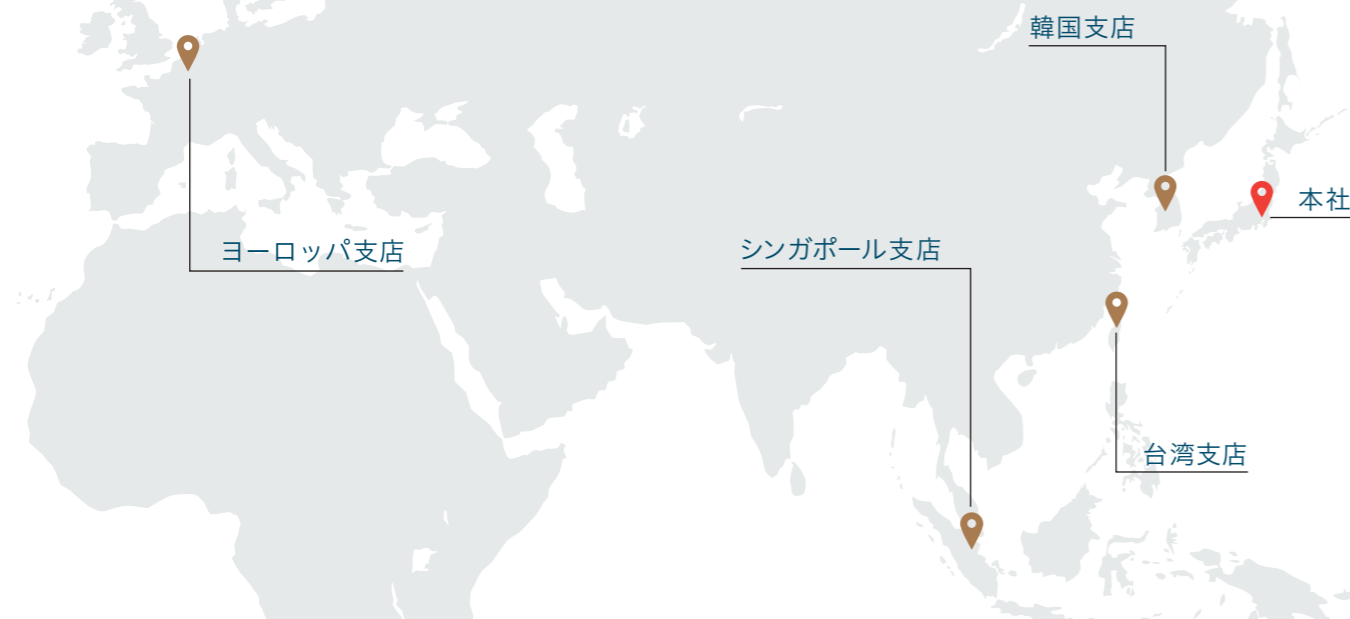 韓国支店
本社
ヨーロッパ支店
シンガポール支店
台湾支店